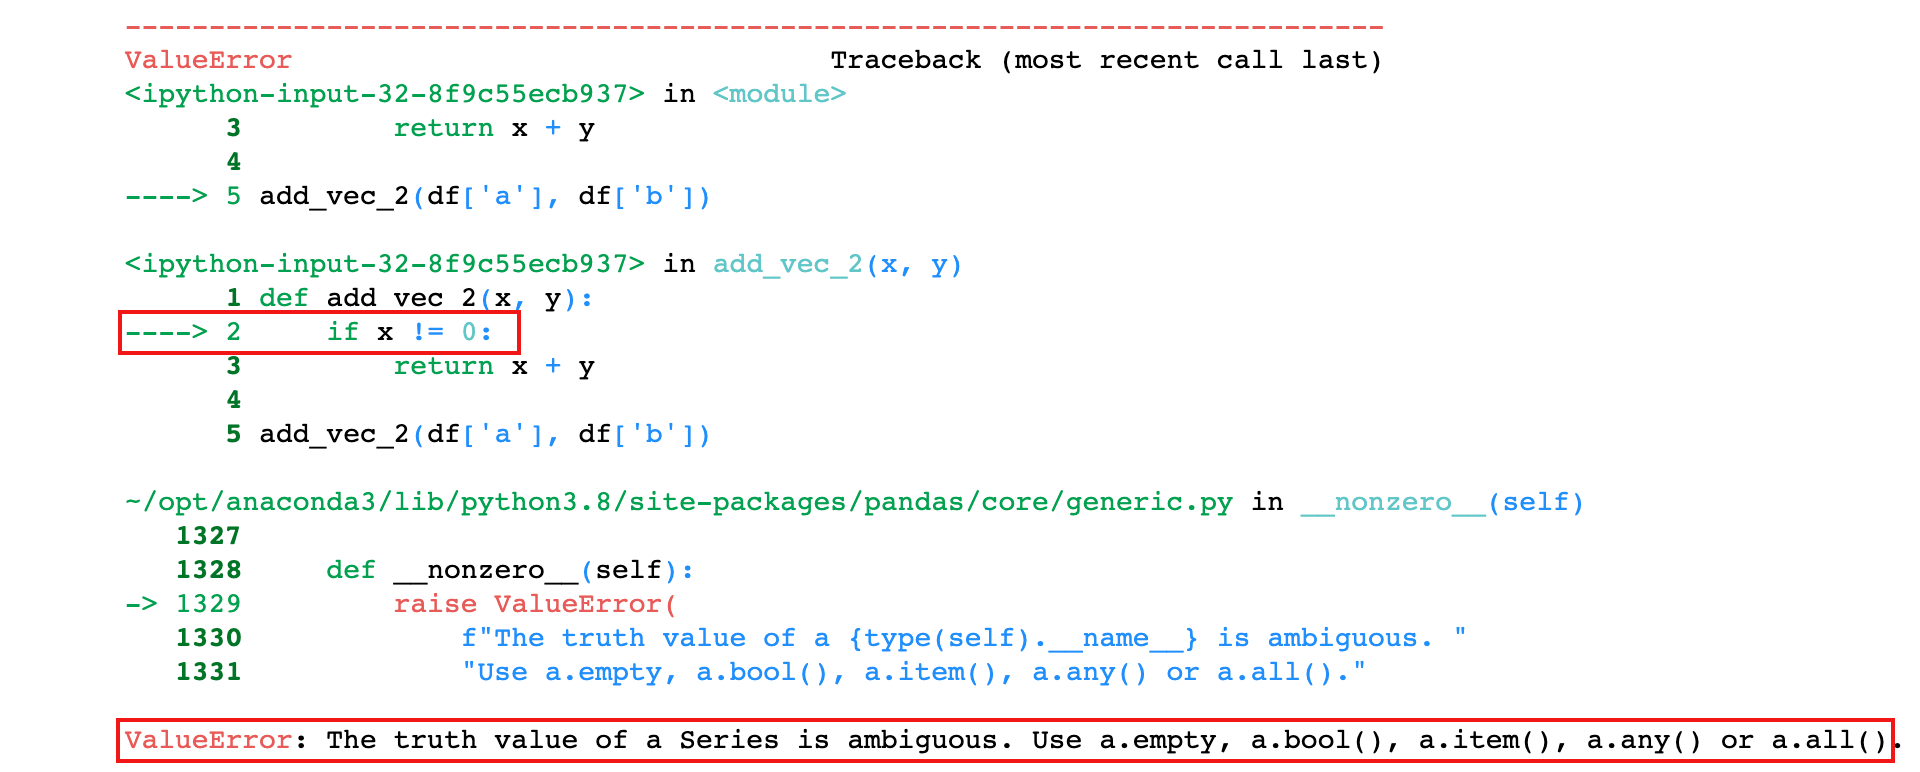 ---------------------------------------------------------------------------
ValueError                                Traceback (most recent call last)
<ipython-input-32-8f9c55ecb937> in <module>
      3         return x + y
      4
----> 5 add_vec_2(df['a'], df['b'])

<ipython-input-32-8f9c55ecb937> in add_vec_2(x, y)
      1 def add_vec_2(x, y):
----> 2     if x != 0:
      3         return x + y
      4
      5 add_vec_2(df['a'], df['b'])

~/opt/anaconda3/lib/python3.8/site-packages/pandas/core/generic.py in __nonzero__(self)
   1327
   1328     def __nonzero__(self):
-> 1329         raise ValueError(
   1330             f"The truth value of a {type(self).__name__} is ambiguous. "
   1331             "Use a.empty, a.bool(), a.item(), a.any() or a.all()."

ValueError: The truth value of a Series is ambiguous. Use a.empty, a.bool(), a.item(), a.any() or a.all().